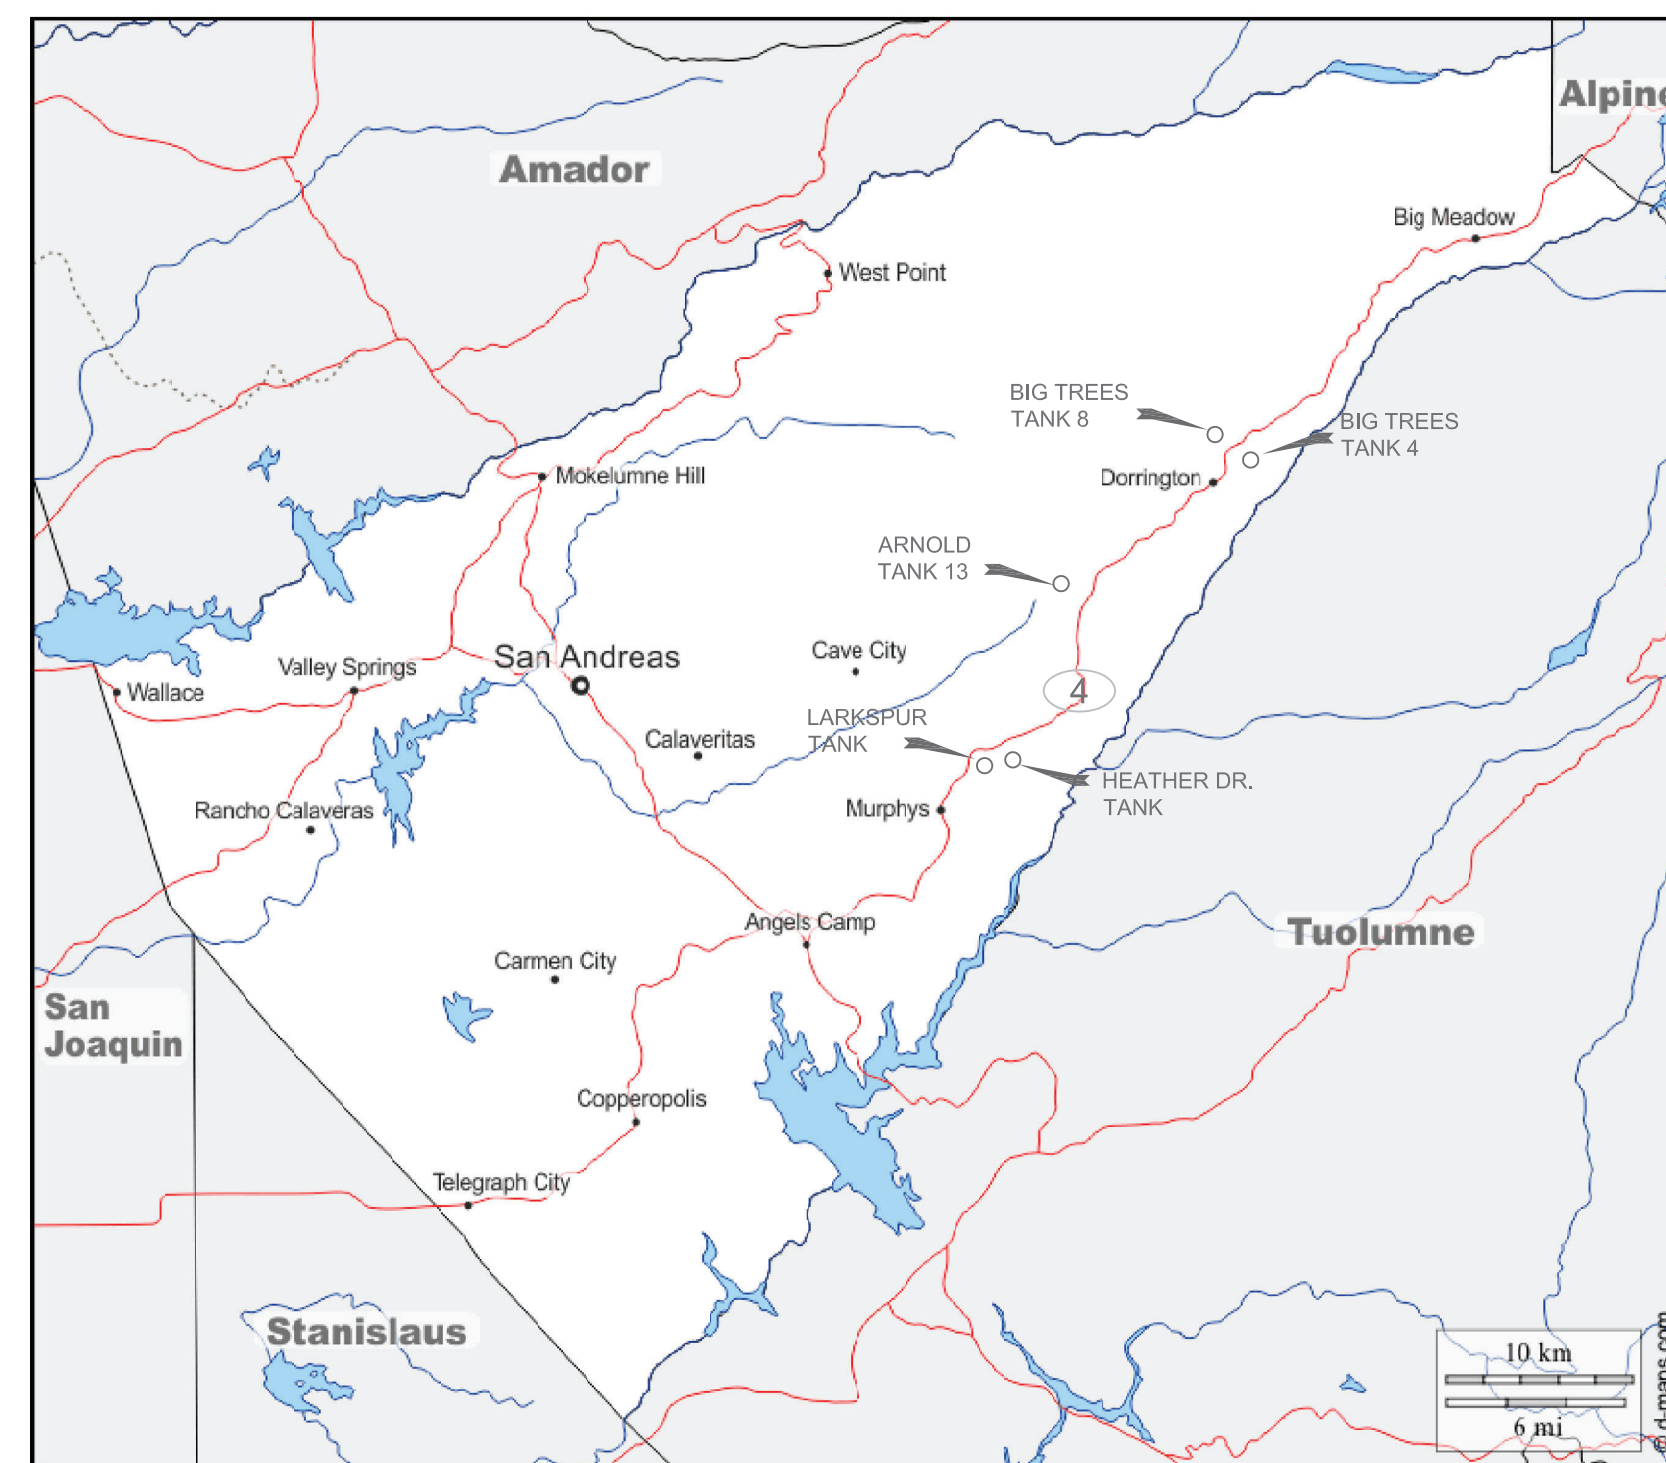 Alpine
Amador
Big Meadow
West Point
BIG TREES
TANK 8
BIG TREES
TANK 4
Mokelumne Hill
Dorrington
ARNOLD
TANK 13
San Andreas
Cave City
Valley Springs
Wallace
4
LARKSPUR
TANK
Calaveritas
HEATHER DR.
TANK
Rancho Calaveras
Murphys
Angels Camp
Tuolumne
Carmen City
San
Joaquin
Copperopolis
Telegraph City
Stanislaus
10 km
6 mi
© d-maps.com